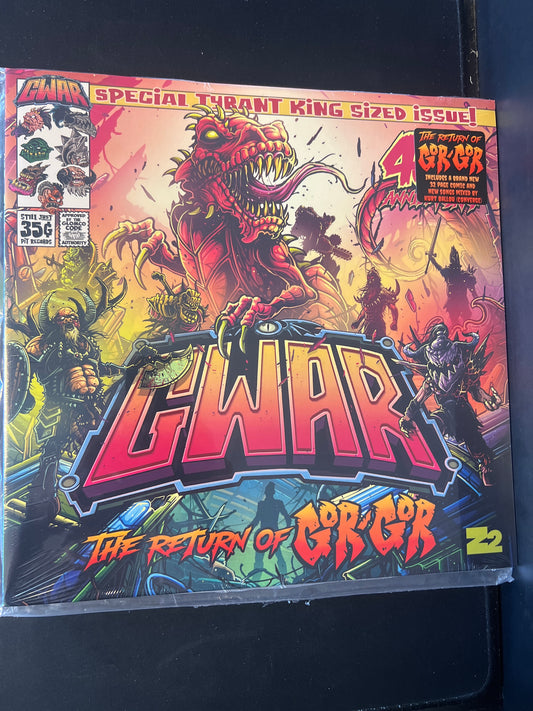 GWAR
SPECIAL TYRANT KING SIZED ISSUE!
STILL JUST
35¢
PIT RECORDS
APPROVED
BY THE
CODE
AUTHORITY
THE RETURN OF
GOR-GOR
INCLUDES A BRAND NEW
32 PAGE COMIC AND
NEW SONGS MIXED BY
KURT BALLOU (CONVERGE)
GWAR
THE RETURN OF GOR-GOR
Z2